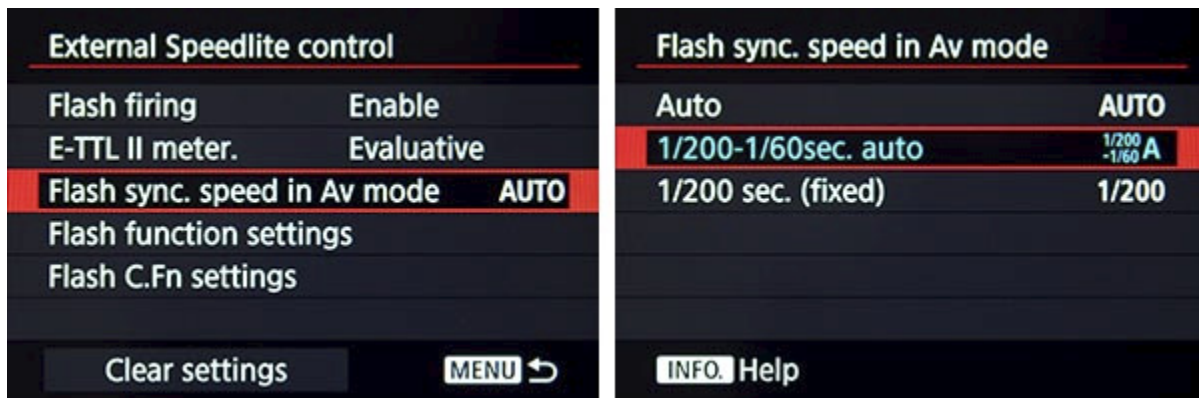 External Speedlite control
Flash firing Enable
E-TTL II meter. Evaluative
Flash sync. speed in Av mode AUTO
Flash function settings
Flash C.Fn settings
Clear settings MENU
Flash sync. speed in Av mode
Auto AUTO
1/200-1/60sec. auto 1/200 -1/60 A
1/200 sec. (fixed) 1/200
INFO. Help